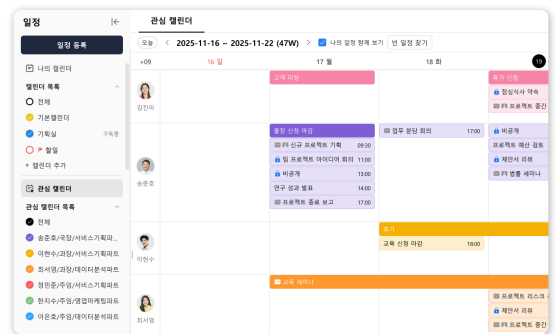 일정
일정 등록
나의 캘린더
캘린더 목록
전체
기본캘린더
기획실 구독중
할일
+ 캘린더 추가
관심 캘린더
관심 캘린더 목록
전체
송준호/국장/서비스기획파...
이현수/과장/서비스기획파트
최서영/과장/데이터분석파트
정민준/주임/서비스기획파트
한지수/주임/영업마케팅파트
이은호/주임/데이터분석파트
관심 캘린더
오늘 < 2025-11-16 ~ 2025-11-22 (47W) > 나의 일정 함께 보기 빈 일정 찾기
+09 16 일 17 월 18 화 19
김진아
고객 미팅
휴가 신청
점심식사 약속
프로젝트 중간
송준호
출장 신청 마감
신규 프로젝트 기획 09:30
팀 프로젝트 아이디어 회의 11:00
비공개 13:00
연구 성과 발표 14:00
프로젝트 종료 보고 17:00
업무 분담 회의 17:00
비공개
프로젝트 예산 검토
제안서 리뷰
법률 세미나
이현수
휴가
교육 신청 마감 18:00
최서영
교육 세미나
프로젝트 리스크
제안서 리뷰
프로젝트 중간